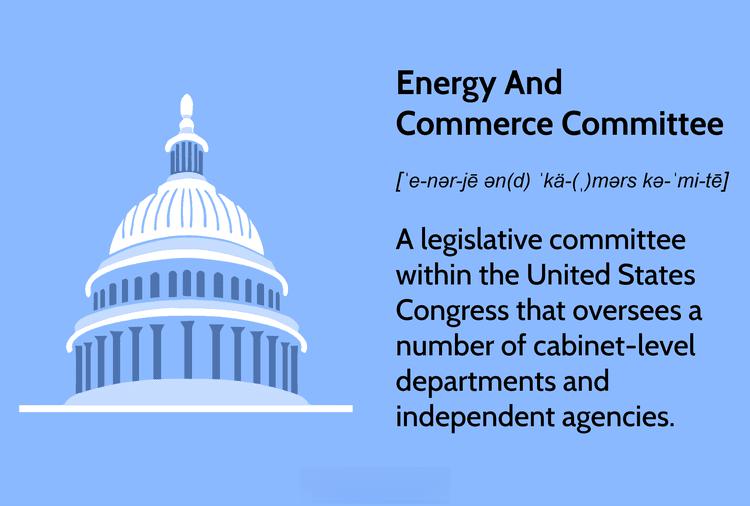 Energy And
Commerce Committee
[ˈe-nər-jē ən(d) ˈkä-(ˌ)mərs kə-ˈmi-tē]
A legislative committee
within the United States
Congress that oversees a
number of cabinet-level
departments and
independent agencies.